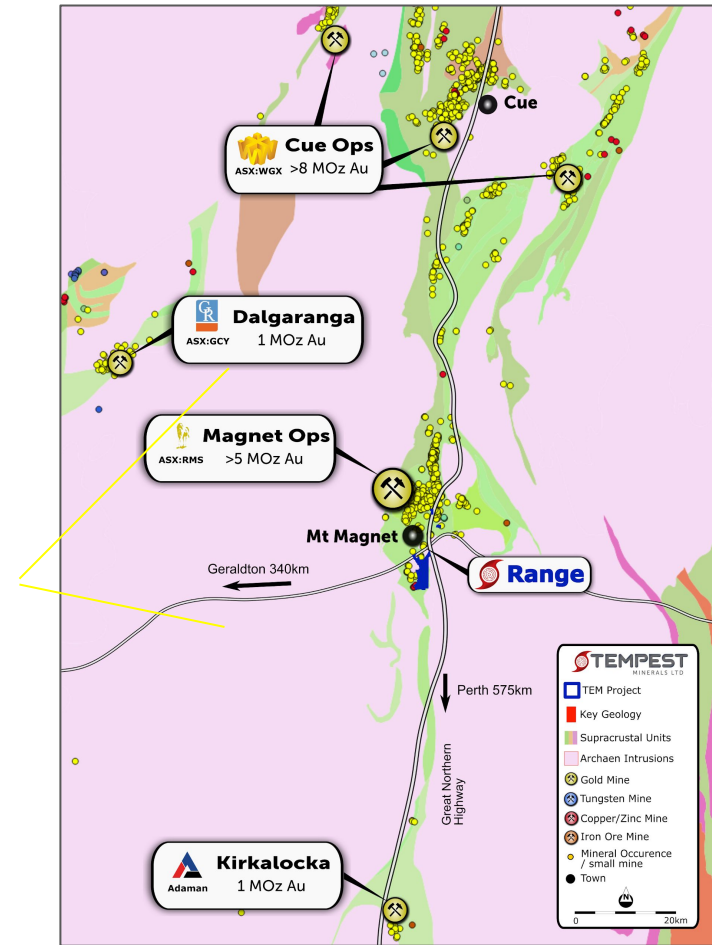 Cue
Cue Ops
ASX:WGX
>8 MOz Au
GR
Dalgaranga
ASX:GCY
1 MOz Au
Magnet Ops
ASX:RMS
>5 MOz Au
Mt Magnet
Geraldton 340km
Range
Perth 575km
Great Northern
Highway
Kirkalocka
Adaman
1 MOz Au
TEMPEST
MINERALS LTD
TEM Project
Key Geology
Supracrustal Units
Archaen Intrusions
Gold Mine
Tungsten Mine
Copper/Zinc Mine
Iron Ore Mine
Mineral Occurence
/ small mine
Town
N
0 20km